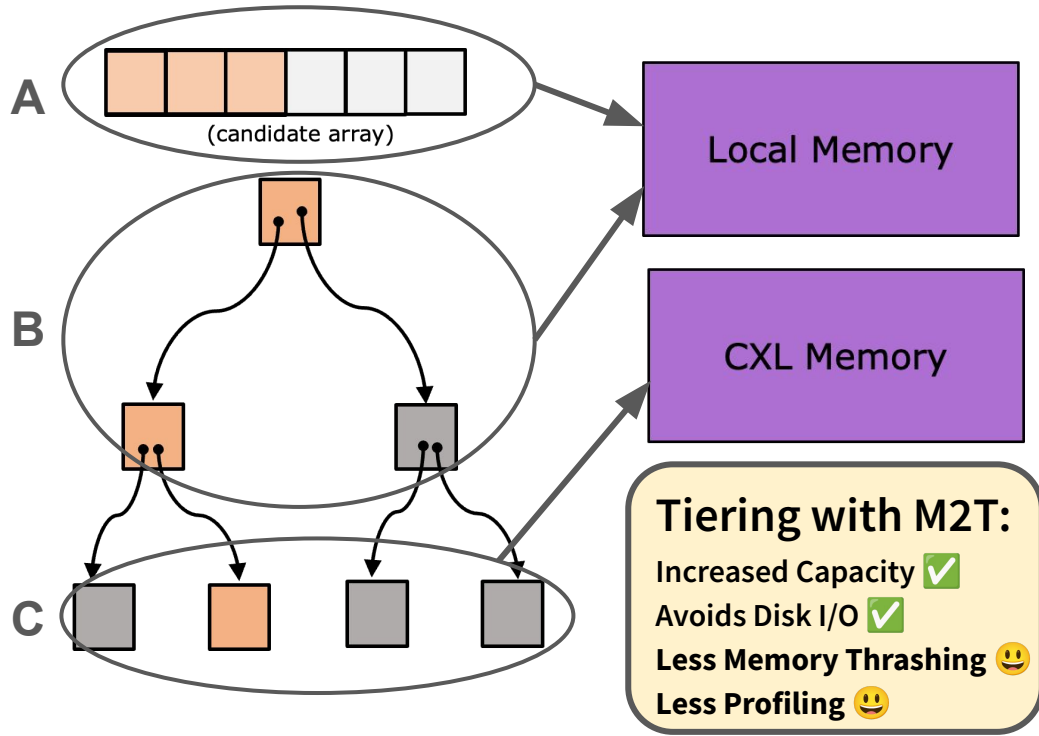 A
(candidate array)
Local Memory
B
CXL Memory
C
Tiering with M2T:
Increased Capacity ✅
Avoids Disk I/O ✅
Less Memory Thrashing 😃
Less Profiling 😃